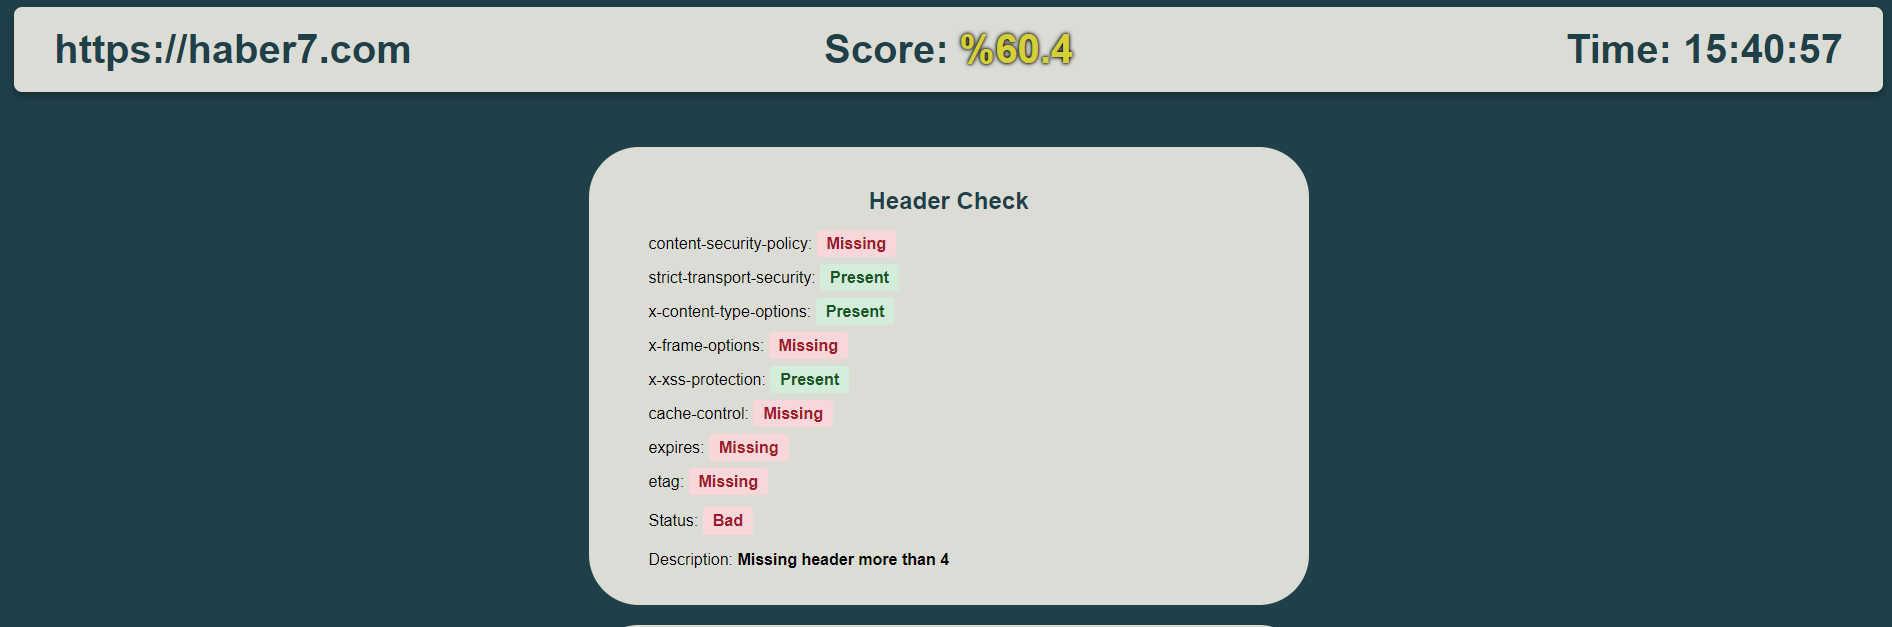 https://haber7.com
Score: %60.4
Time: 15:40:57
Header Check
content-security-policy: Missing
strict-transport-security: Present
x-content-type-options: Present
x-frame-options: Missing
x-xss-protection: Present
cache-control: Missing
expires: Missing
etag: Missing
Status: Bad
Description: Missing header more than 4